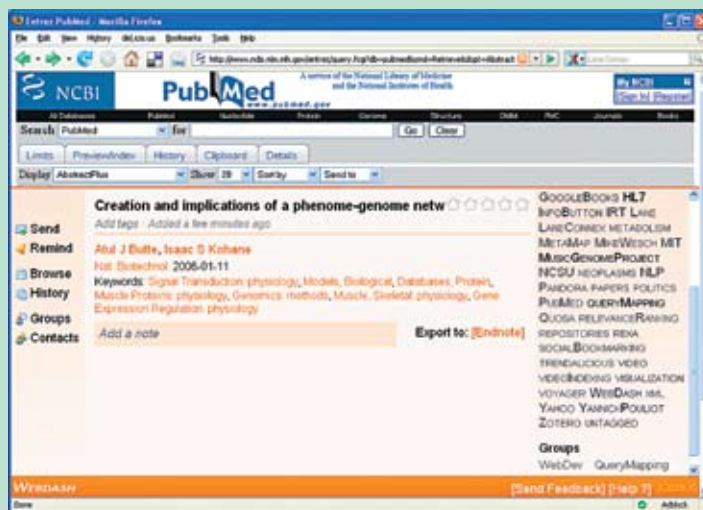 Entrez PubMed - Mozilla Firefox
File Edit View History del.icio.us Bookmarks Tools Help
NCBI
PubMed
www.pubmed.gov
A service of the National Library of Medicine
and the National Institutes of Health
My NCBI
[Sign In] [Register]
All Databases PubMed Nucleotide Protein Genome Structure OMIM PMC Journals Books
Search PubMed for Go Clear
Limits Preview/Index History Clipboard Details
Display AbstractPlus Show 20 Sort by Send to
Creation and implications of a phenome-genome netw
Add tags - Added a few minutes ago
Atul J Butte, Isaac S Kohane
Nat Biotechnol 2006-01-11
Keywords: Signal Transduction physiology, Models, Biological, Databases, Protein,
Muscle Proteins physiology, Genomics methods, Muscle, Skeletal physiology, Gene
Expression Regulation physiology
Add a note
Export to: [Endnote]
Send
Remind
Browse
History
Groups
Contacts
GoogleBooks HL7
InfoButton IRT Lane
LaneConnex metabolism
MetaMap MikeWesch MIT
MusicGenomeProject
NCSU neoplasms NLP
Pandora papers politics
PubMed queryMapping
Quosa relevanceRanking
repositories rexa
socialBookmarking
trendalicious video
videoIndexing visualization
voyager WebDash xml
Yahoo YannickPouliot
Zotero untagged
Groups
WebDev QueryMapping
WebDash
[Send Feedback] [Help ?]
Done
Adblock